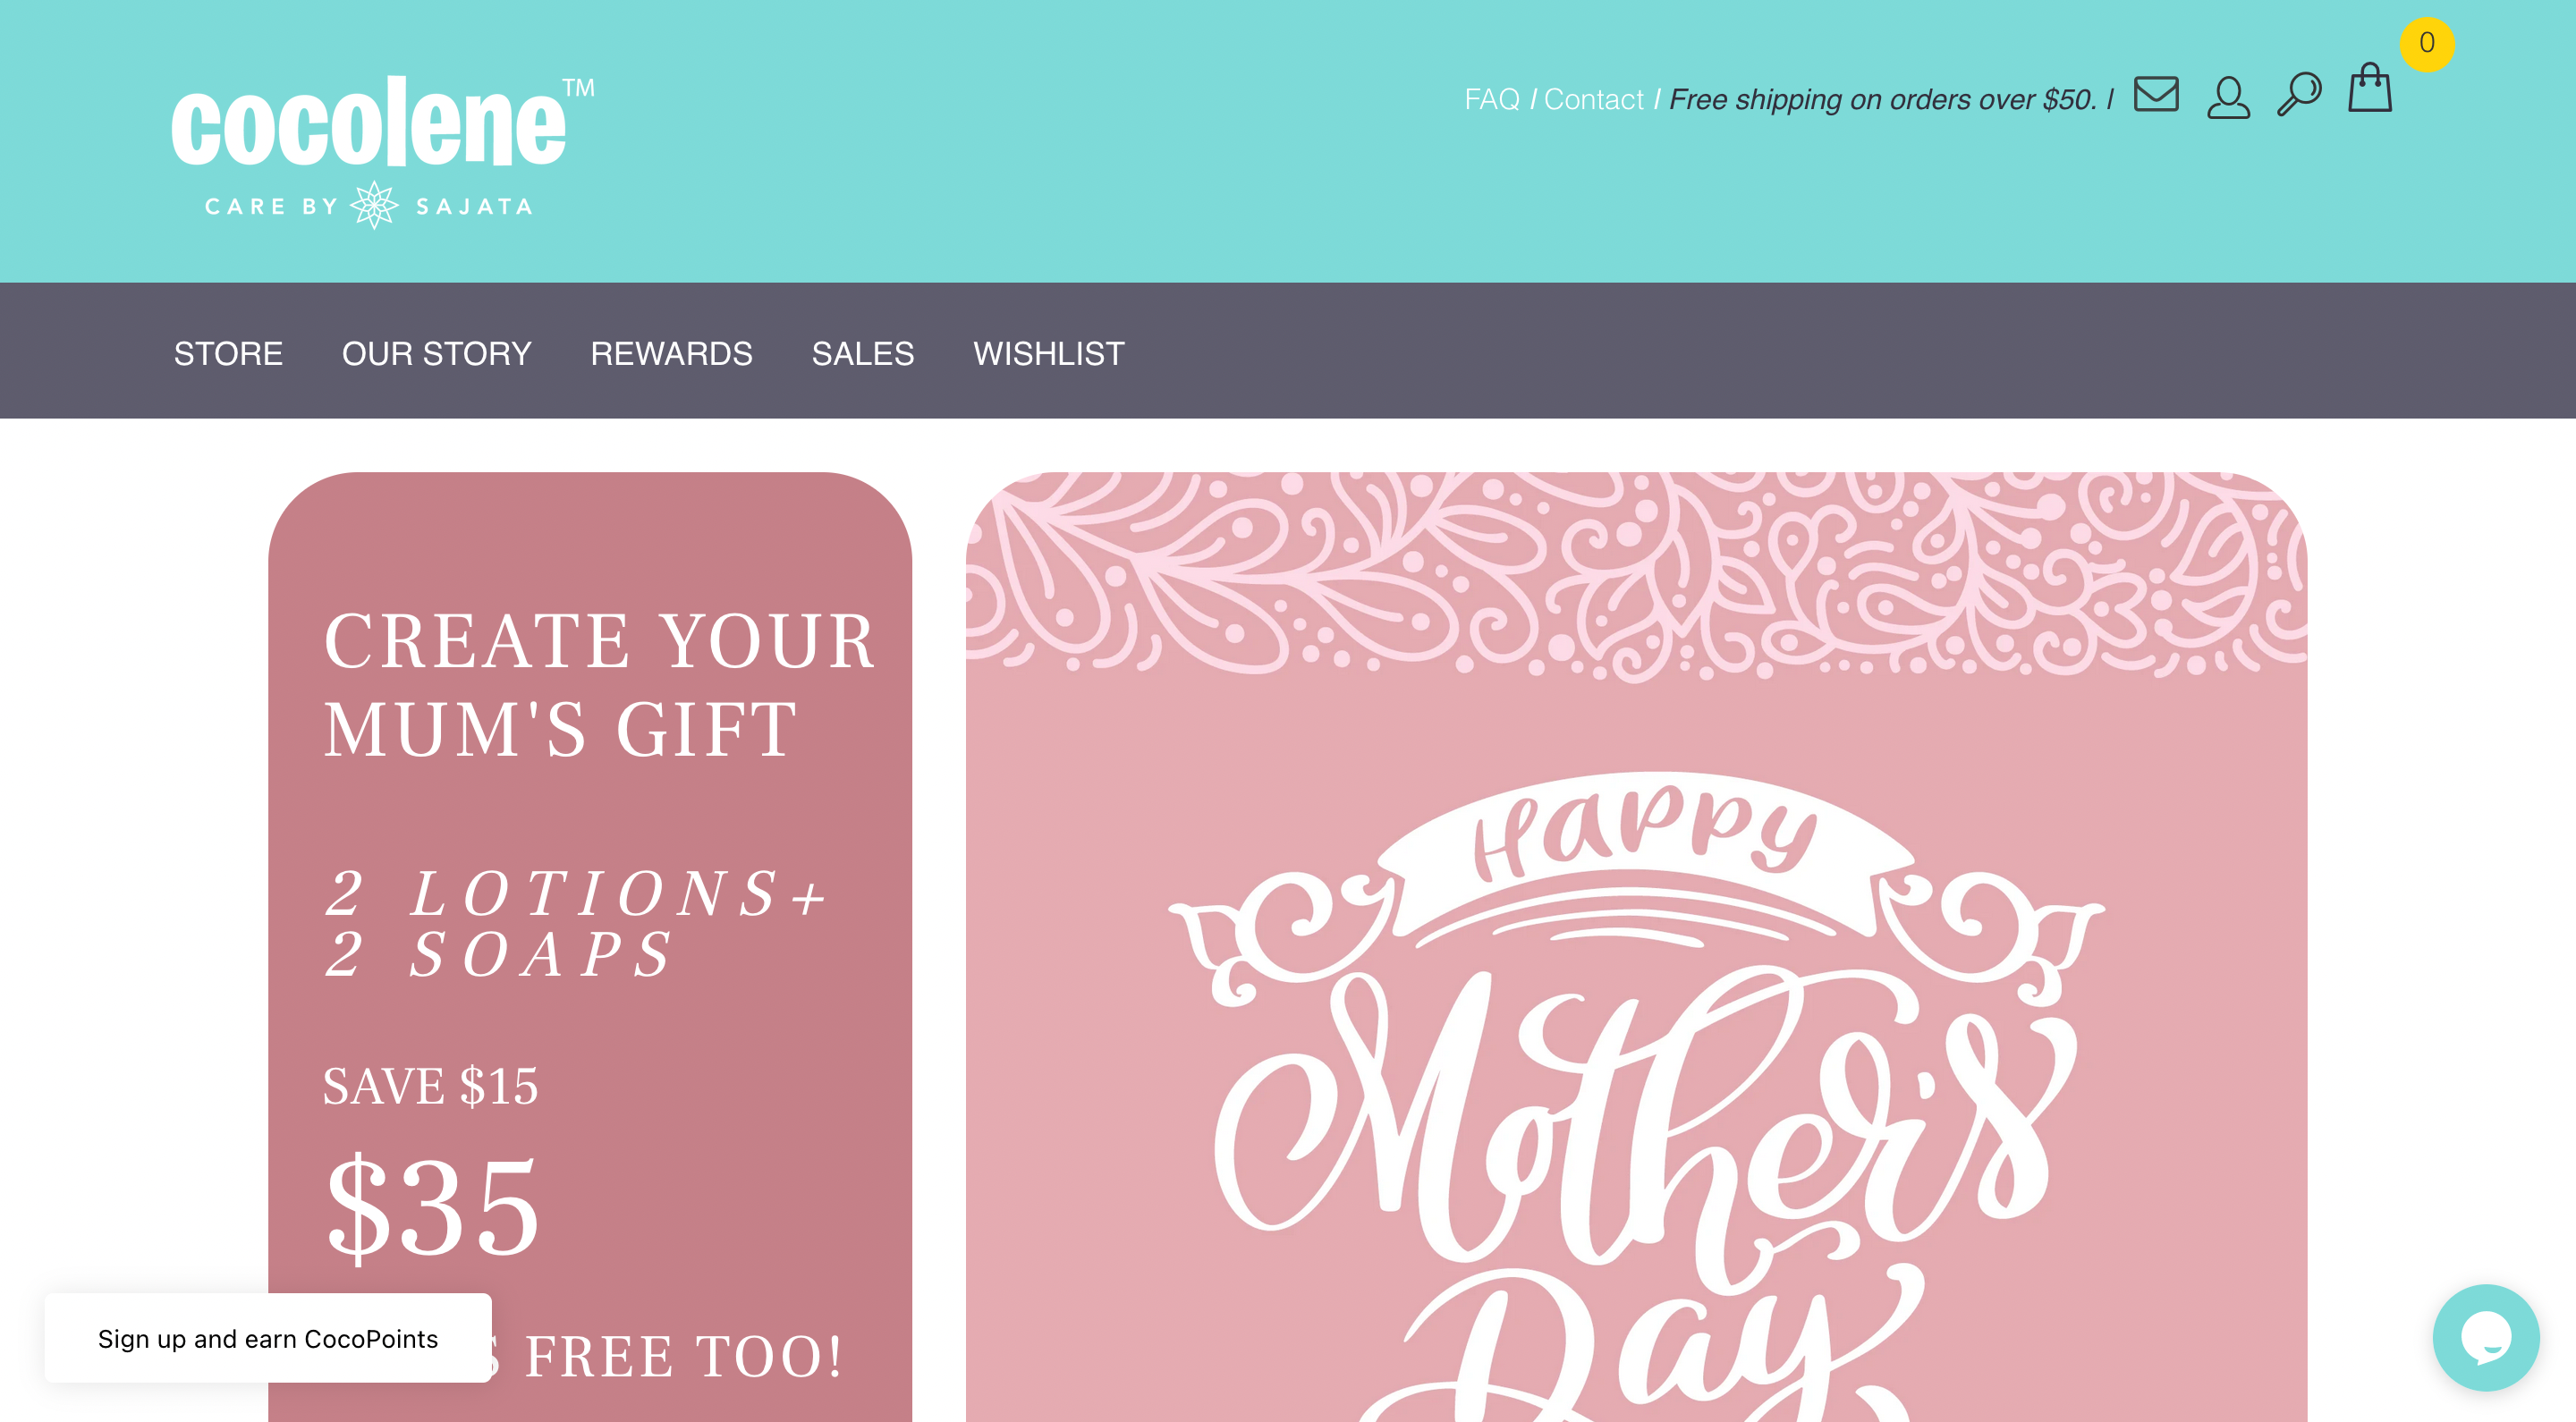 cocolene™
CARE BY SAJATA
FAQ / Contact / Free shipping on orders over $50. /
0
STORE OUR STORY REWARDS SALES WISHLIST
CREATE YOUR
MUM'S GIFT
2 LOTIONS+
2 SOAPS
SAVE $15
$35
FREE TOO!
Sign up and earn CocoPoints
Happy
Mother's
Day